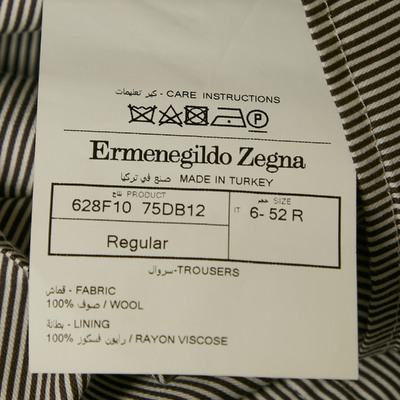 كير تعليمات - CARE INSTRUCTIONS
P
Ermenegildo Zegna
صنع في تركيا MADE IN TURKEY
PRODUCT
628F10 75DB12
Regular
حجم SIZE
IT 6- 52 R
سروال-TROUSERS
قماش - FABRIC
100% صوف / WOOL
بطانة - LINING
100% رايون فسكوز / RAYON VISCOSE